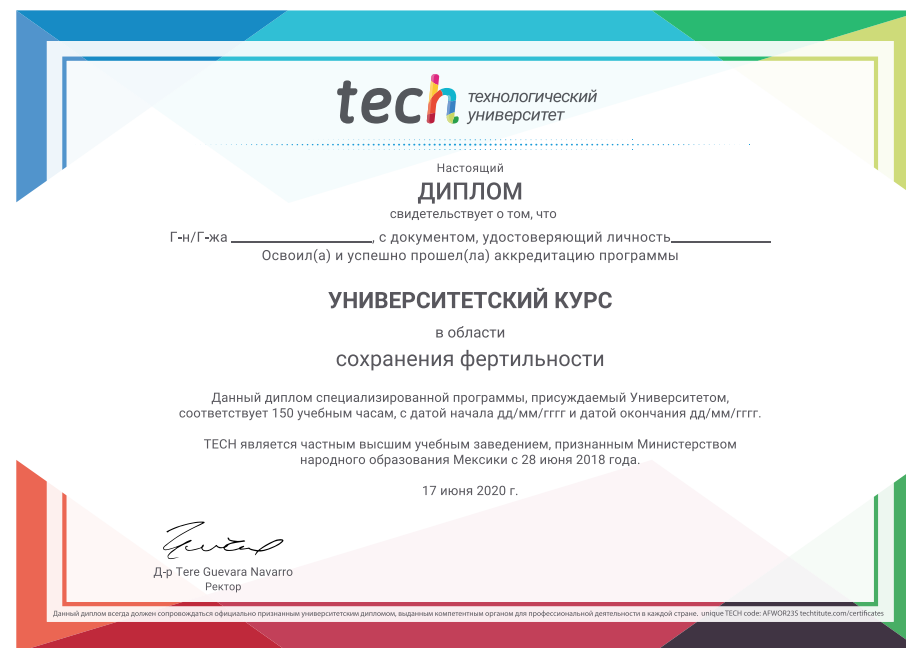 tech технологический
университет
Настоящий
ДИПЛОМ
свидетельствует о том, что
Г-н/Г-жа ____________, с документом, удостоверяющий личность____________
Освоил(а) и успешно прошел(ла) аккредитацию программы
УНИВЕРСИТЕТСКИЙ КУРС
в области
сохранения фертильности
Данный диплом специализированной программы, присуждаемый Университетом,
соответствует 150 учебным часам, с датой начала дд/мм/гггг и датой окончания дд/мм/гггг.
TECH является частным высшим учебным заведением, признанным Министерством
народного образования Мексики с 28 июня 2018 года.
17 июня 2020 г.
Д-р Tere Guevara Navarro
Ректор
Данный диплом всегда должен сопровождаться официально признанным университетским дипломом, выданным компетентным органом для профессиональной деятельности в каждой стране. unique TECH code: AFWOR23S techtitute.com/certificates